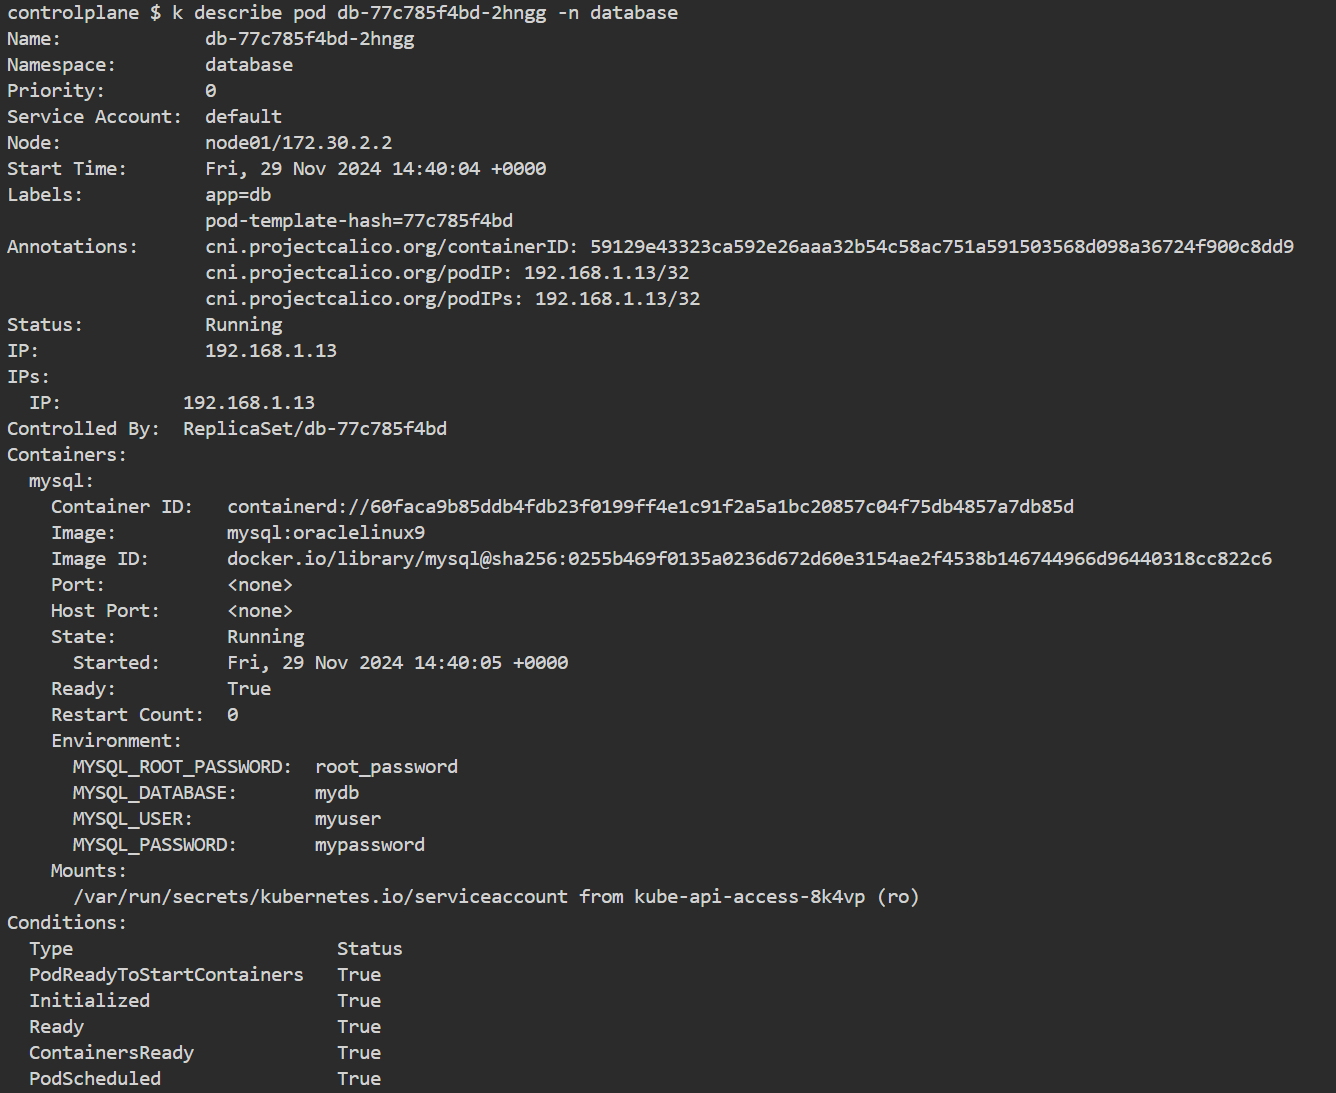 controlplane $ k describe pod db-77c785f4bd-2hngg -n database
Name:             db-77c785f4bd-2hngg
Namespace:        database
Priority:         0
Service Account:  default
Node:             node01/172.30.2.2
Start Time:       Fri, 29 Nov 2024 14:40:04 +0000
Labels:           app=db
                  pod-template-hash=77c785f4bd
Annotations:      cni.projectcalico.org/containerID: 59129e43323ca592e26aaa32b54c58ac751a591503568d098a36724f900c8dd9
                  cni.projectcalico.org/podIP: 192.168.1.13/32
                  cni.projectcalico.org/podIPs: 192.168.1.13/32
Status:           Running
IP:               192.168.1.13
IPs:
  IP:           192.168.1.13
Controlled By:  ReplicaSet/db-77c785f4bd
Containers:
  mysql:
    Container ID:   containerd://60faca9b85ddb4fdb23f0199ff4e1c91f2a5a1bc20857c04f75db4857a7db85d
    Image:          mysql:oraclelinux9
    Image ID:       docker.io/library/mysql@sha256:0255b469f0135a0236d672d60e3154ae2f4538b146744966d96440318cc822c6
    Port:           <none>
    Host Port:      <none>
    State:          Running
      Started:      Fri, 29 Nov 2024 14:40:05 +0000
    Ready:          True
    Restart Count:  0
    Environment:
      MYSQL_ROOT_PASSWORD:  root_password
      MYSQL_DATABASE:       mydb
      MYSQL_USER:           myuser
      MYSQL_PASSWORD:       mypassword
    Mounts:
      /var/run/secrets/kubernetes.io/serviceaccount from kube-api-access-8k4vp (ro)
Conditions:
  Type                        Status
  PodReadyToStartContainers   True
  Initialized                 True
  Ready                       True
  ContainersReady             True
  PodScheduled                True